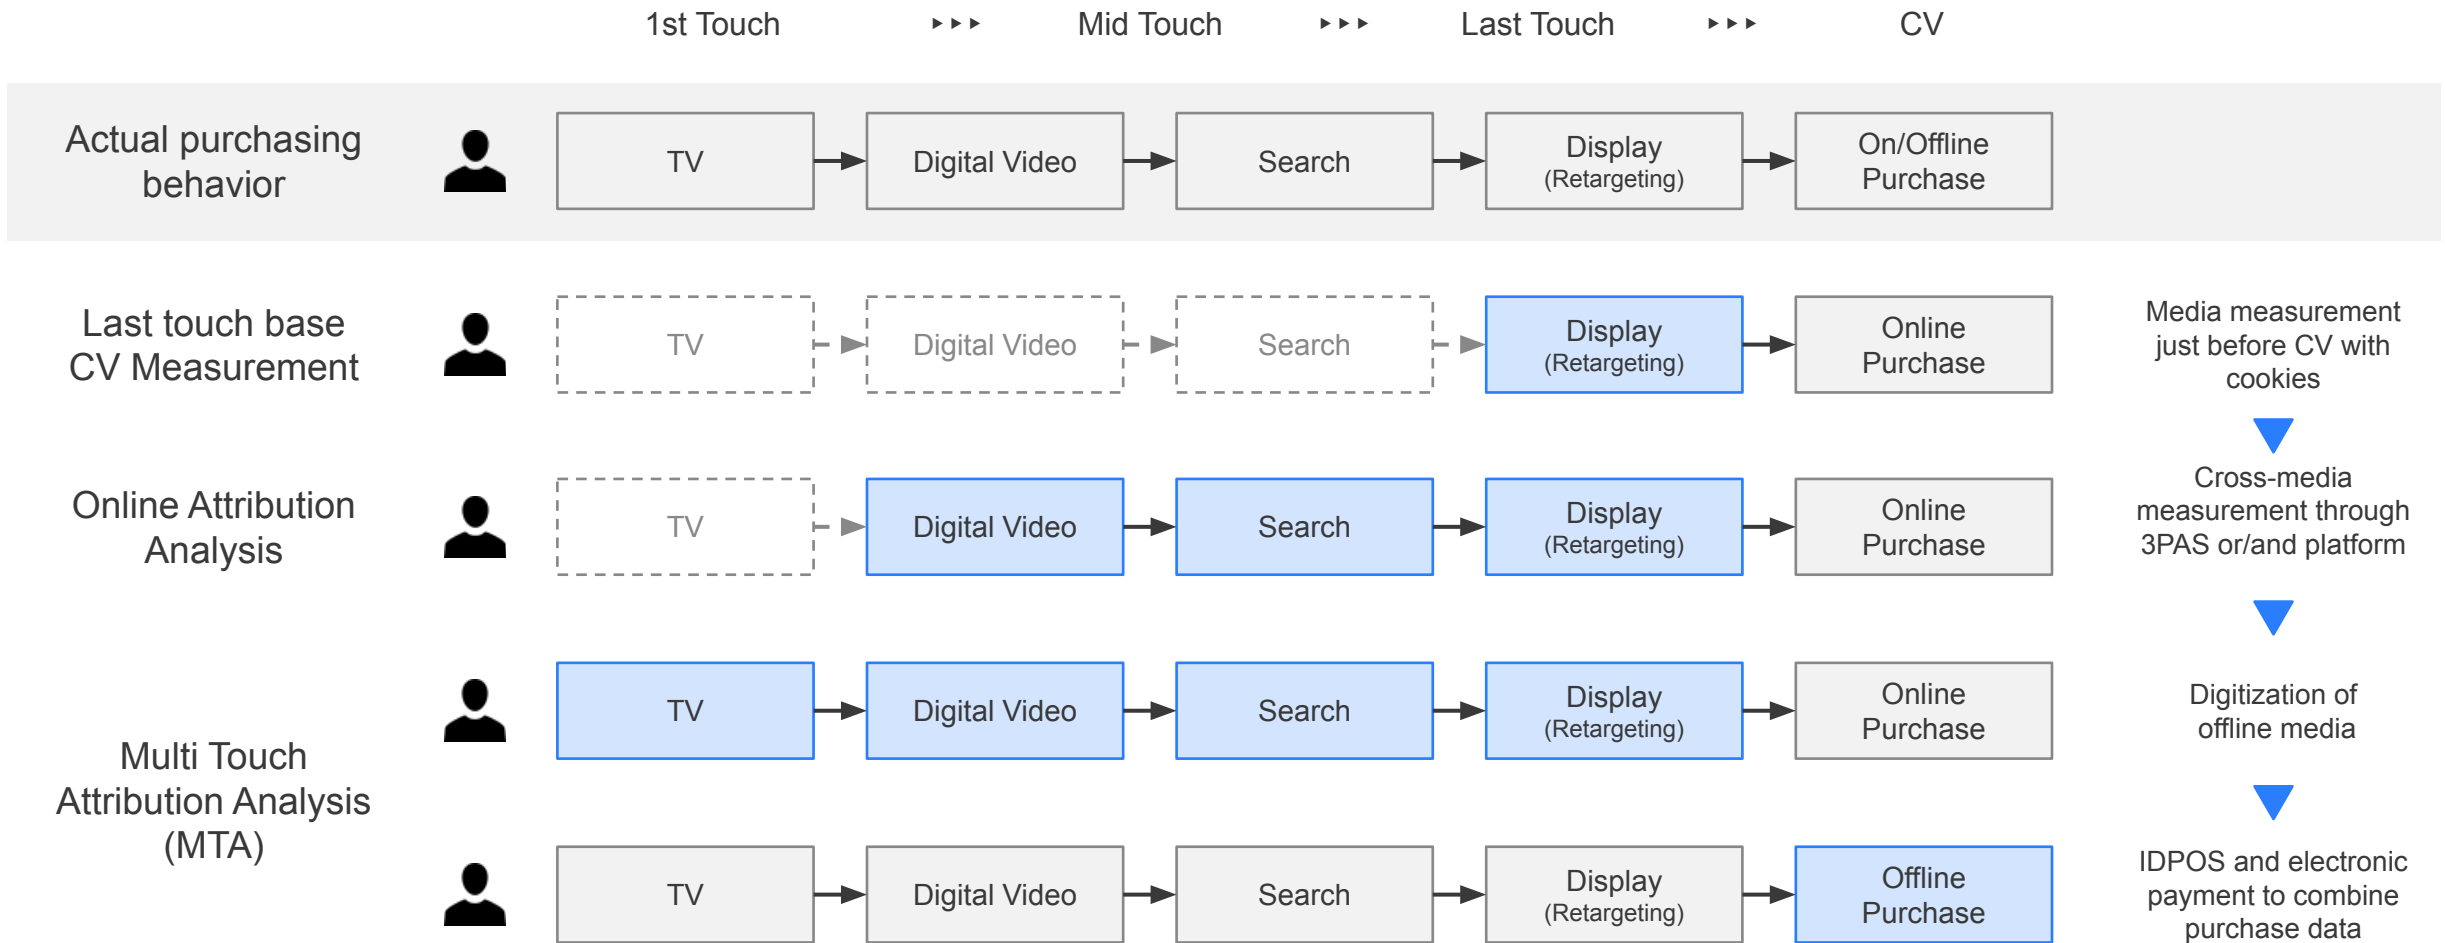 1st Touch ▸▸▸ Mid Touch ▸▸▸ Last Touch ▸▸▸ CV
Actual purchasing
behavior
TV
Digital Video
Search
Display
(Retargeting)
On/Offline
Purchase
Last touch base
CV Measurement
TV
Digital Video
Search
Display
(Retargeting)
Online
Purchase
Media measurement
just before CV with
cookies
Online Attribution
Analysis
TV
Digital Video
Search
Display
(Retargeting)
Online
Purchase
Cross-media
measurement through
3PAS or/and platform
Multi Touch
Attribution Analysis
(MTA)
TV
Digital Video
Search
Display
(Retargeting)
Online
Purchase
Digitization of
offline media
TV
Digital Video
Search
Display
(Retargeting)
Offline
Purchase
IDPOS and electronic
payment to combine
purchase data